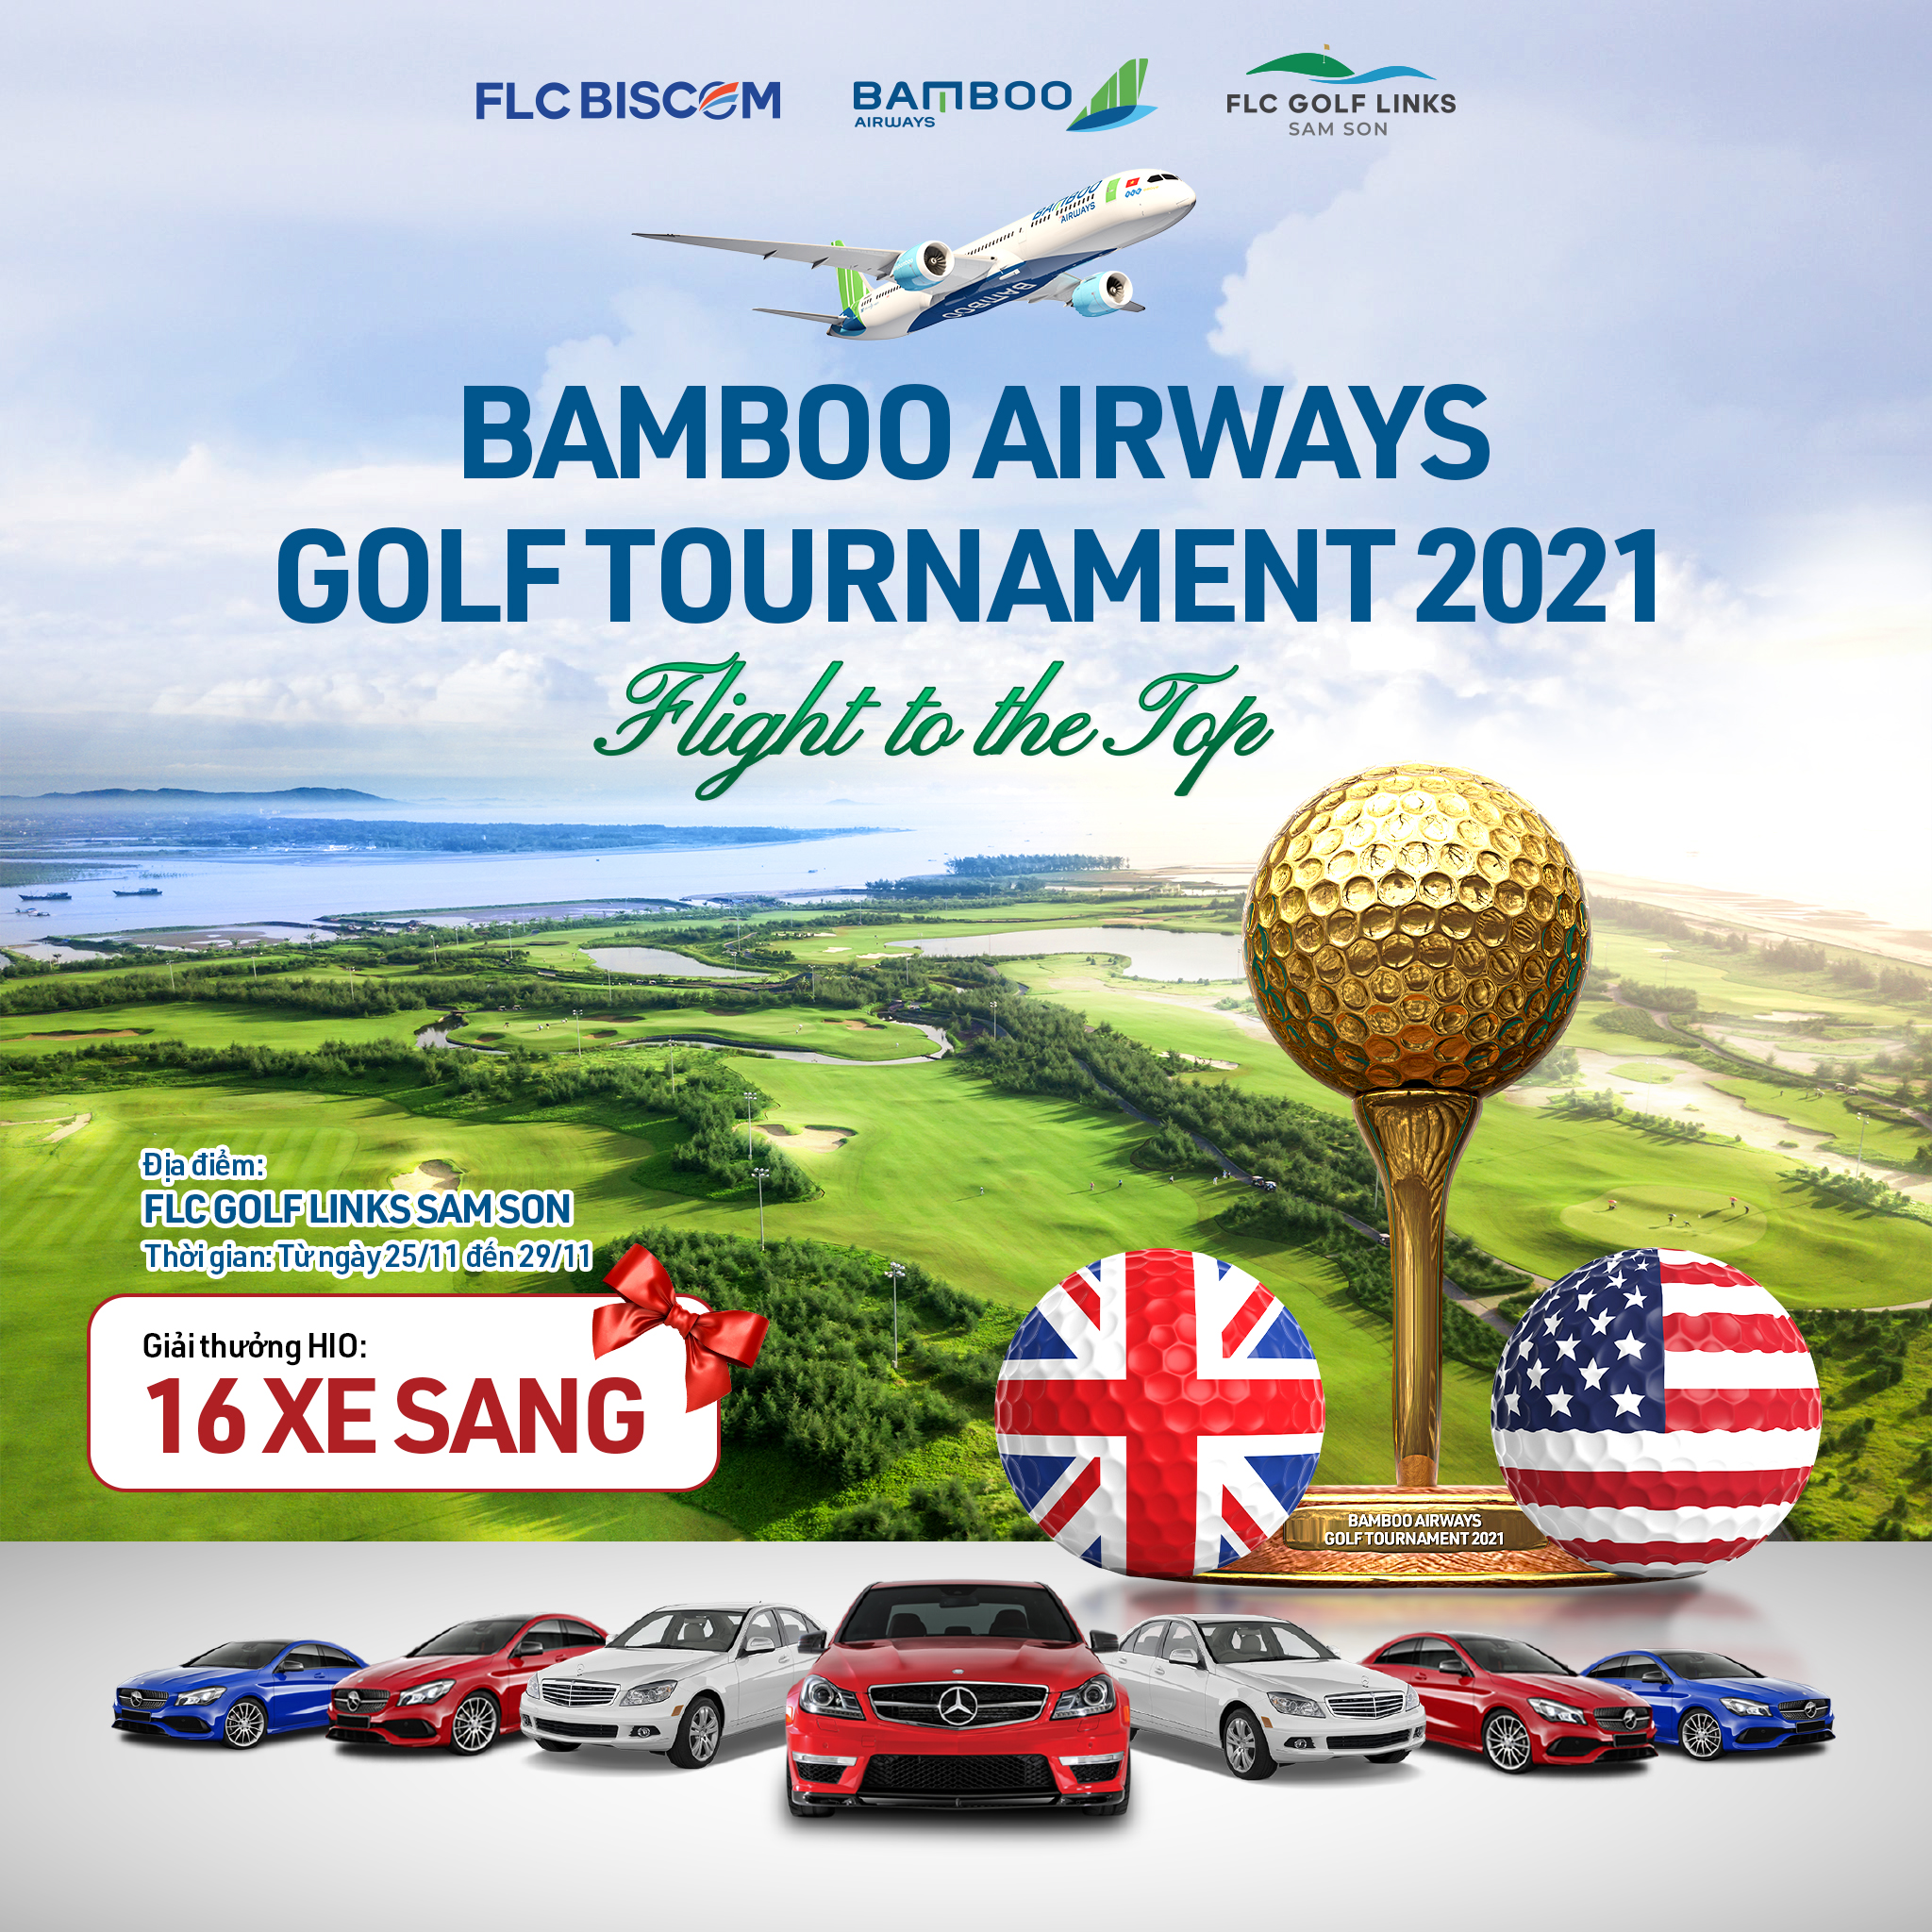 FLC BISCOM
BAMBOO
AIRWAYS
FLC GOLF LINKS
SAM SON
BAMBOO
AIRWAYS
BAMBOO
BAMBOO AIRWAYS
GOLF TOURNAMENT 2021
Flight to the Top
Địa điểm:
FLC GOLF LINKS SAM SON
Thời gian: Từ ngày 25/11 đến 29/11
Giải thưởng HIO:
16 XE SANG
BAMBOO AIRWAYS
GOLF TOURNAMENT 2021